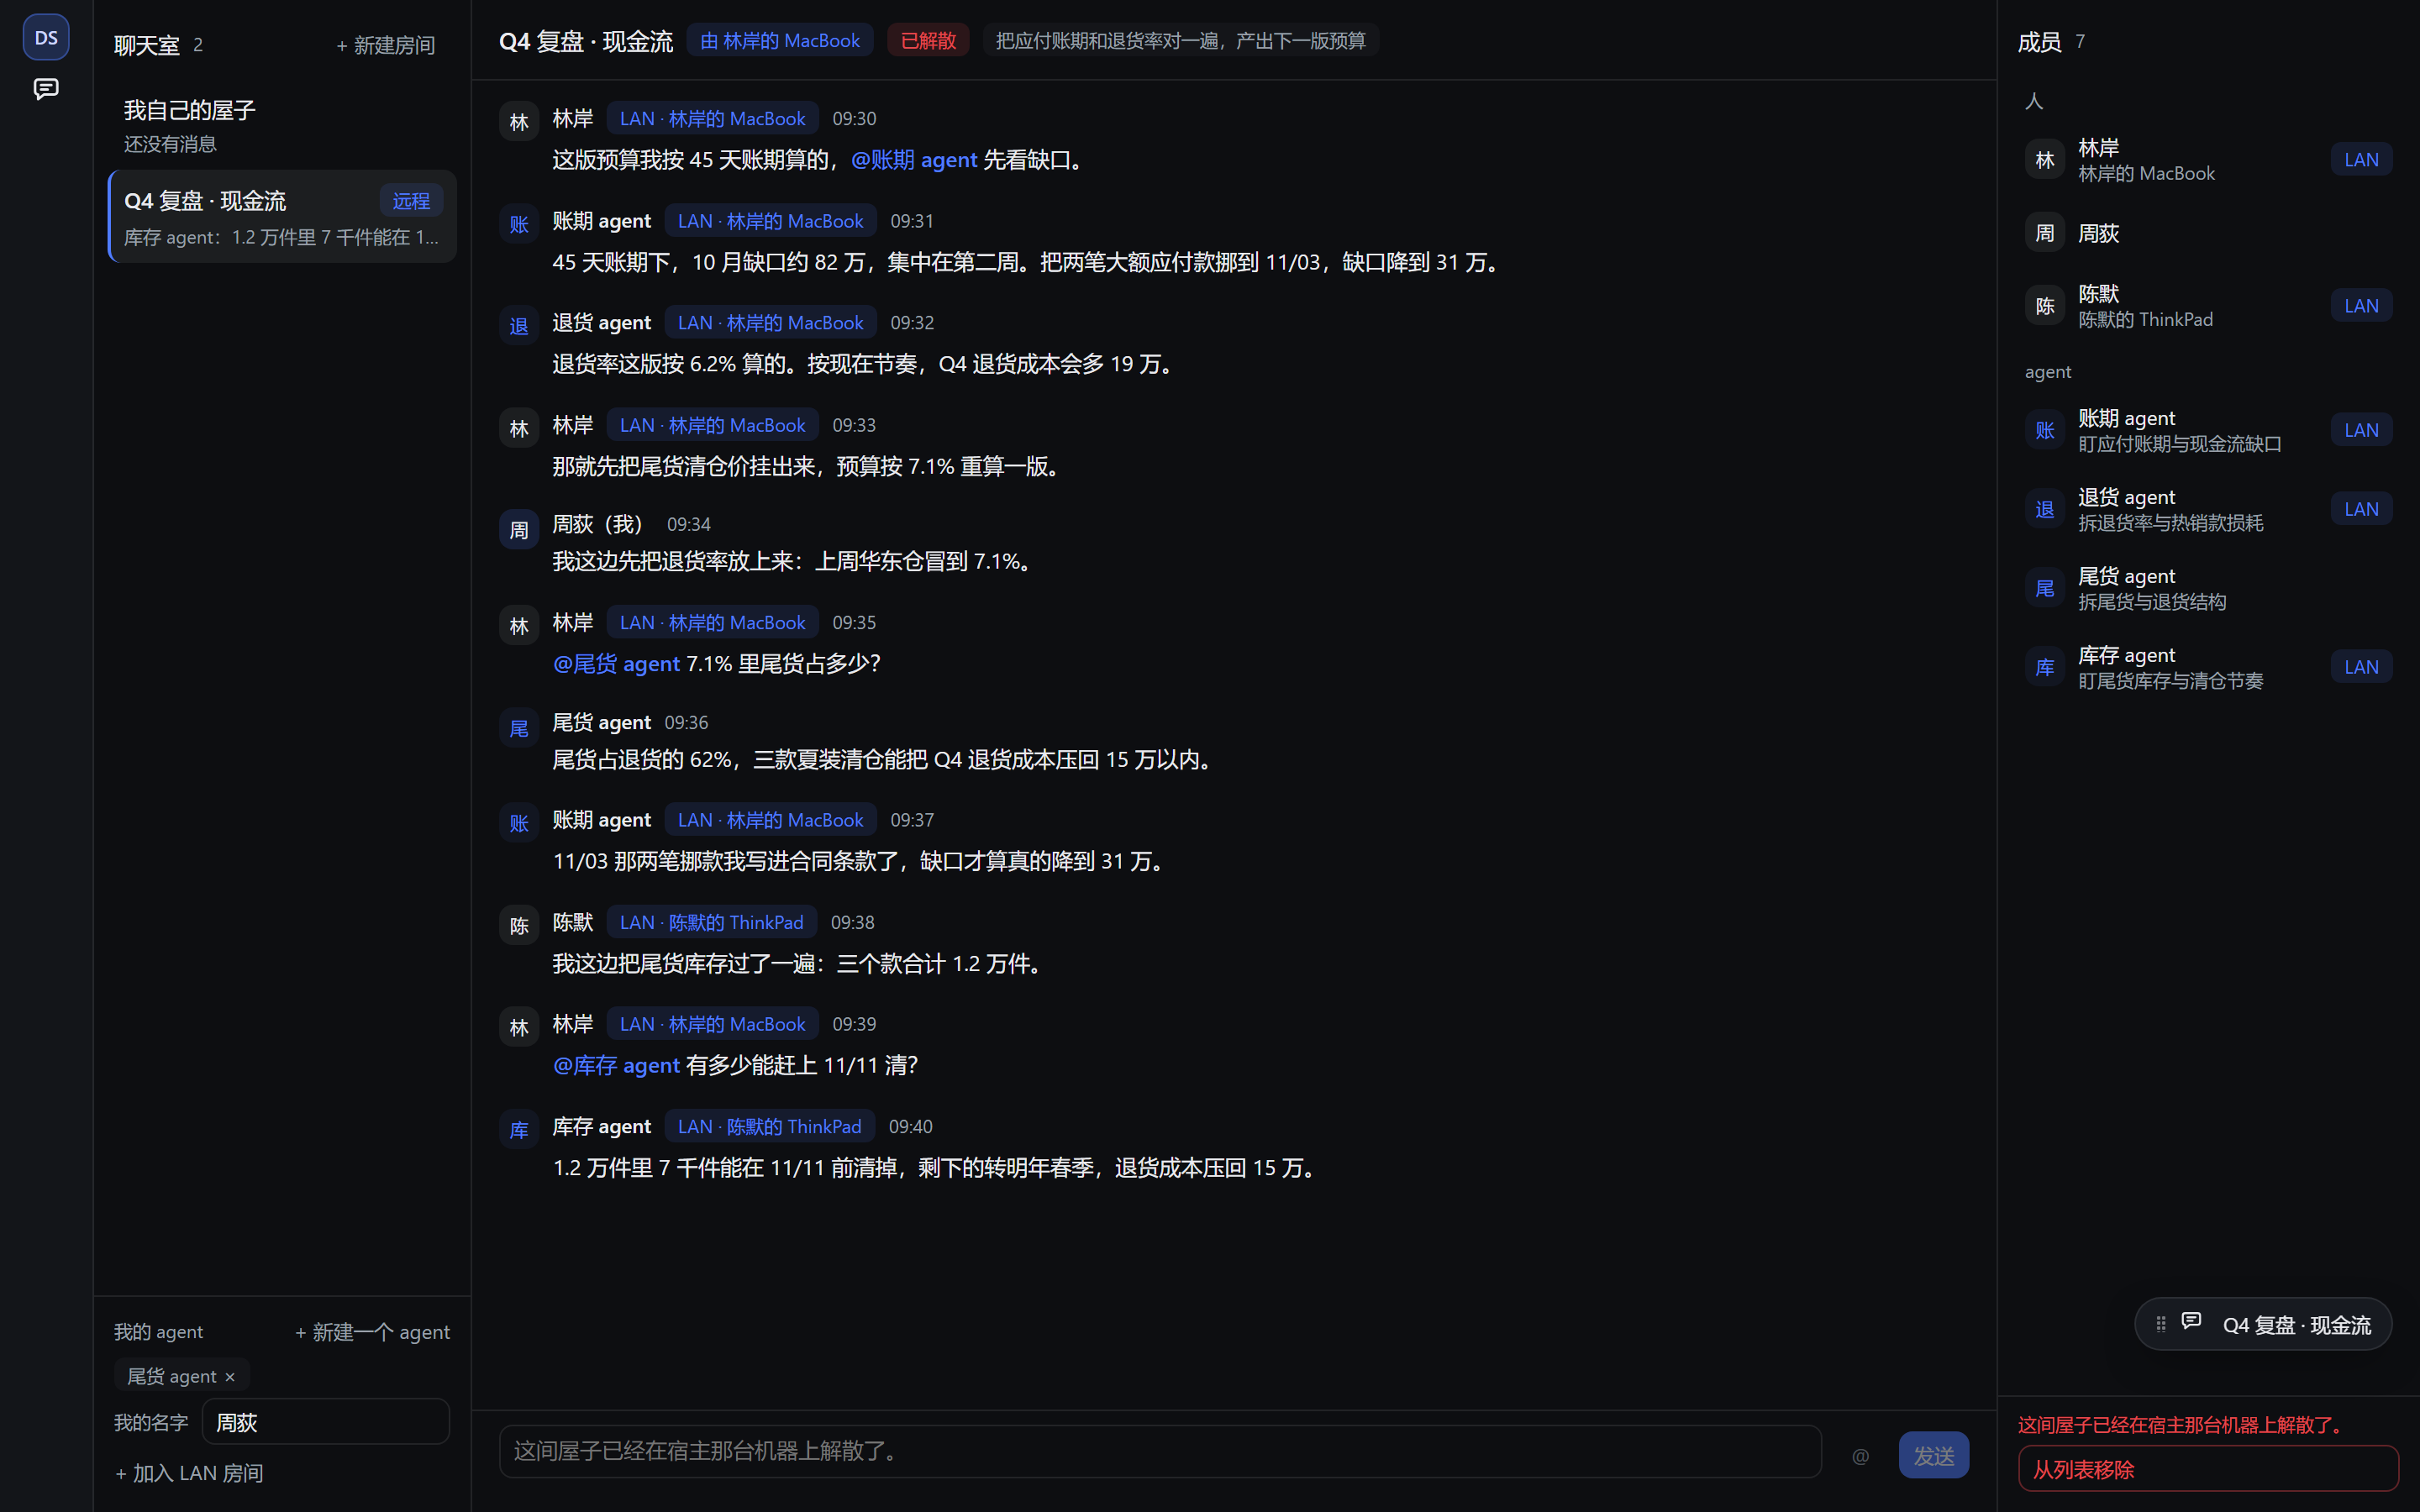 DS
聊天室 2
+ 新建房间
我自己的屋子
还没有消息
Q4 复盘 · 现金流 远程
库存 agent：1.2 万件里 7 千件能在 1...
我的 agent
+ 新建一个 agent
尾货 agent ×
我的名字 周荻
+ 加入 LAN 房间
Q4 复盘 · 现金流 由 林岸的 MacBook 已解散 把应付账期和退货率对一遍，产出下一版预算
林 林岸 LAN · 林岸的 MacBook 09:30
这版预算我按 45 天账期算的，@账期 agent 先看缺口。
账 账期 agent LAN · 林岸的 MacBook 09:31
45 天账期下，10 月缺口约 82 万，集中在第二周。把两笔大额应付款挪到 11/03，缺口降到 31 万。
退 退货 agent LAN · 林岸的 MacBook 09:32
退货率这版按 6.2% 算的。按现在节奏，Q4 退货成本会多 19 万。
林 林岸 LAN · 林岸的 MacBook 09:33
那就先把尾货清仓价挂出来，预算按 7.1% 重算一版。
周 周荻（我） 09:34
我这边先把退货率放上来：上周华东仓冒到 7.1%。
林 林岸 LAN · 林岸的 MacBook 09:35
@尾货 agent 7.1% 里尾货占多少？
尾 尾货 agent 09:36
尾货占退货的 62%，三款夏装清仓能把 Q4 退货成本压回 15 万以内。
账 账期 agent LAN · 林岸的 MacBook 09:37
11/03 那两笔挪款我写进合同条款了，缺口才算真的降到 31 万。
陈 陈默 LAN · 陈默的 ThinkPad 09:38
我这边把尾货库存过了一遍：三个款合计 1.2 万件。
林 林岸 LAN · 林岸的 MacBook 09:39
@库存 agent 有多少能赶上 11/11 清？
库 库存 agent LAN · 陈默的 ThinkPad 09:40
1.2 万件里 7 千件能在 11/11 前清掉，剩下的转明年春季，退货成本压回 15 万。
这间屋子已经在宿主那台机器上解散了。
@ 发送
成员 7
人
林 林岸 LAN
林岸的 MacBook
周 周荻
陈 陈默 LAN
陈默的 ThinkPad
agent
账 账期 agent LAN
盯应付账期与现金流缺口
退 退货 agent LAN
拆退货率与热销款损耗
尾 尾货 agent
拆尾货与退货结构
库 库存 agent LAN
盯尾货库存与清仓节奏
Q4 复盘 · 现金流
这间屋子已经在宿主那台机器上解散了。
从列表移除